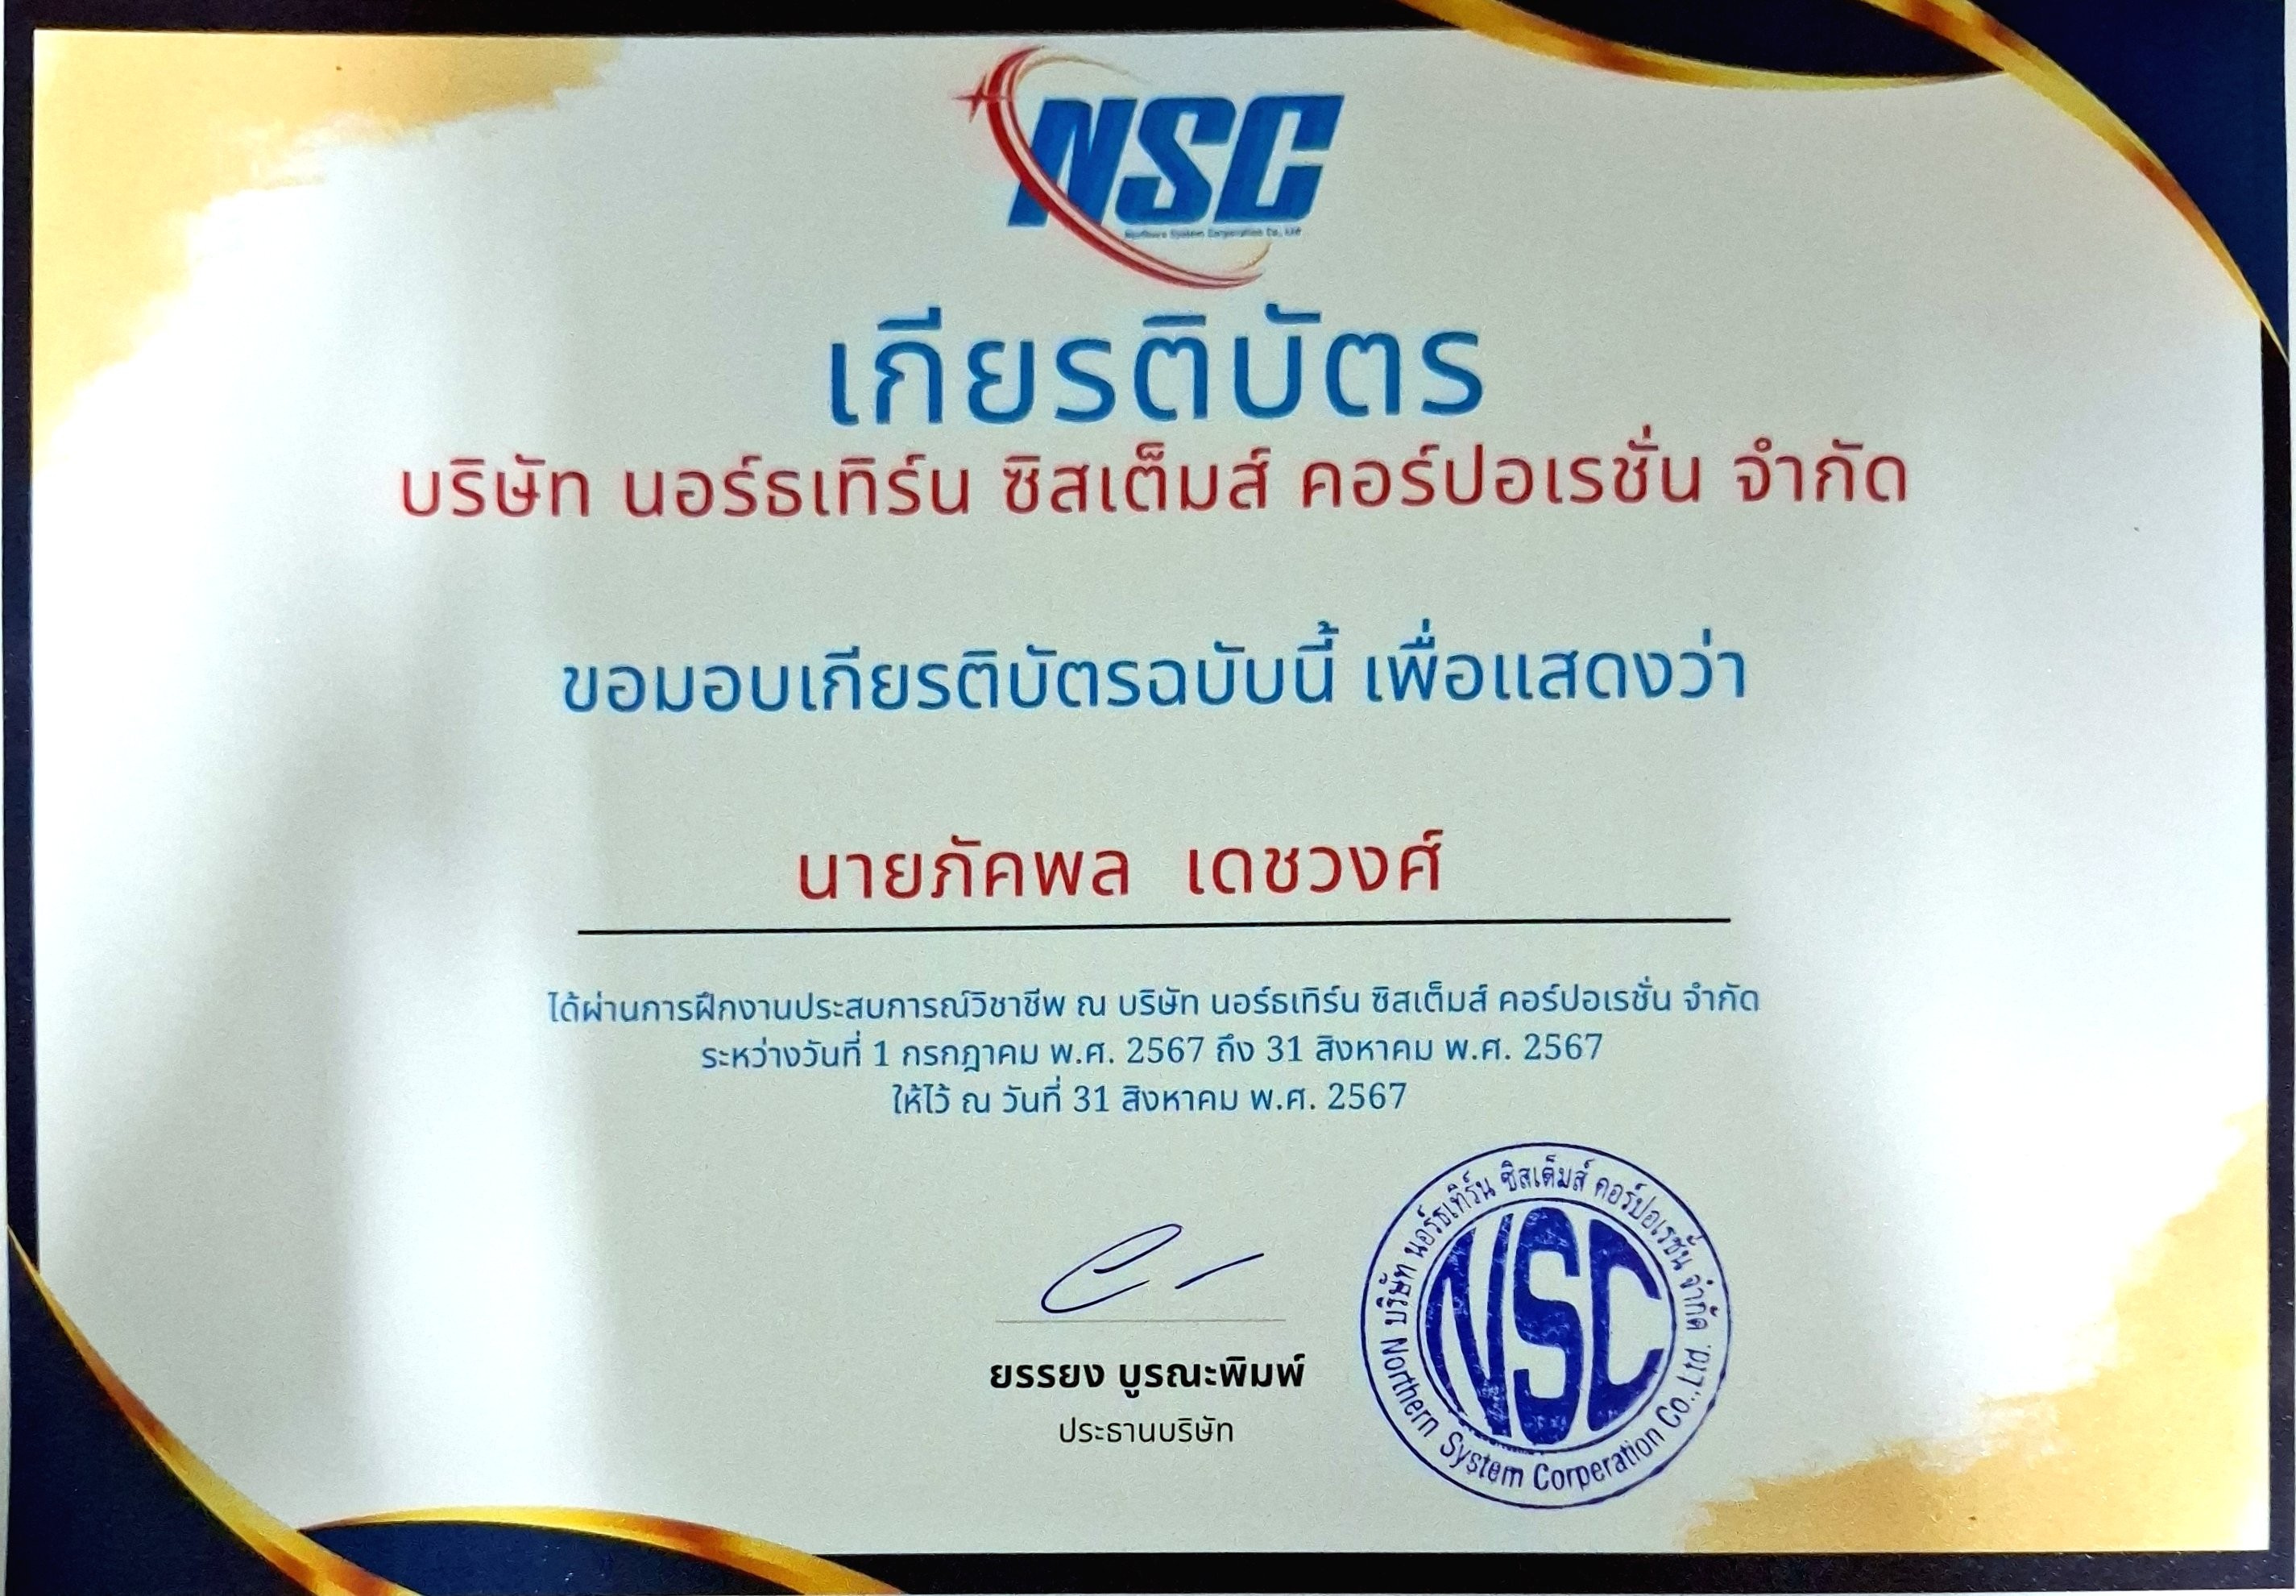 NSC
Northern System Corperation Co., Ltd
เกียรติบัตร
บริษัท นอร์ธเทิร์น ซิสเต็มส์ คอร์ปอเรชั่น จำกัด
ขอมอบเกียรติบัตรฉบับนี้ เพื่อแสดงว่า
นายภัคพล เดชวงศ์
ได้ผ่านการฝึกงานประสบการณ์วิชาชีพ ณ บริษัท นอร์ธเทิร์น ซิสเต็มส์ คอร์ปอเรชั่น จำกัด
ระหว่างวันที่ 1 กรกฎาคม พ.ศ. 2567 ถึง 31 สิงหาคม พ.ศ. 2567
ให้ไว้ ณ วันที่ 31 สิงหาคม พ.ศ. 2567
ยรรยง บูรณะพิมพ์
ประธานบริษัท
บริษัท นอร์ธเทิร์น ซิสเต็มส์ คอร์ปอเรชั่น จำกัด
NSC
Northern System Corperation Co.,Ltd.